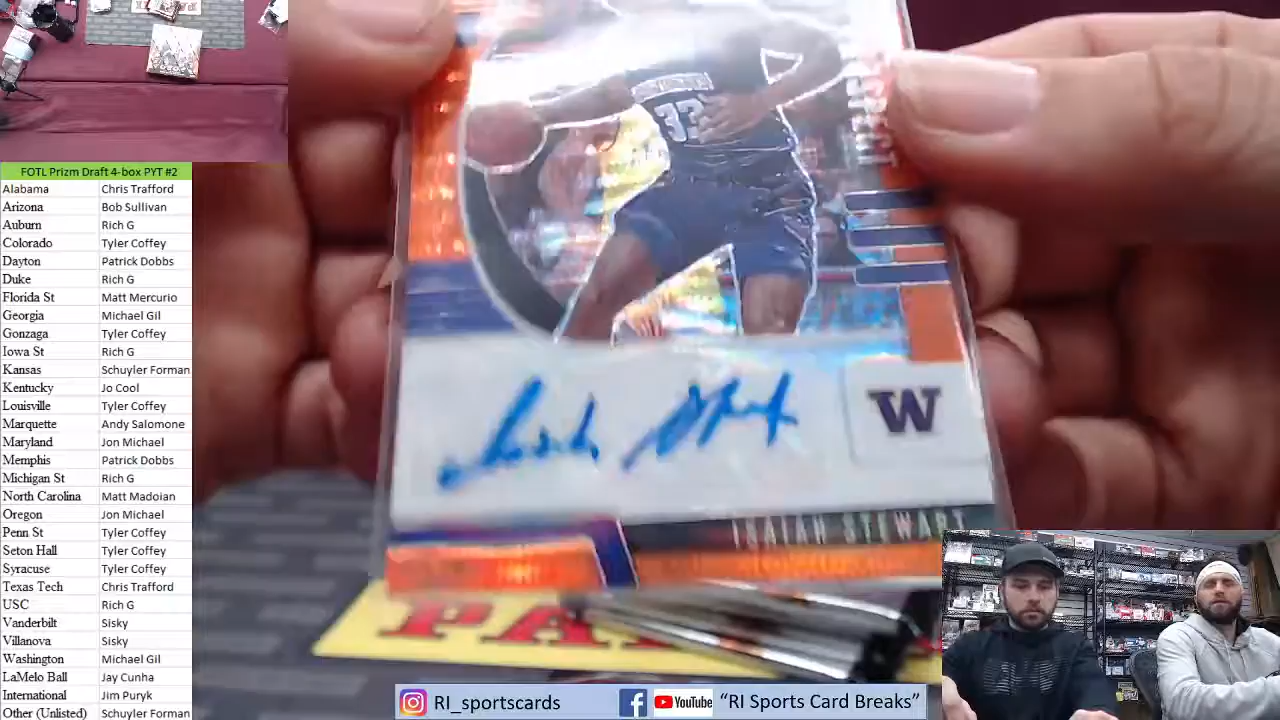 FOTL Prizm Draft 4-box PYT #2
Alabama Chris Trafford
Arizona Bob Sullivan
Auburn Rich G
Colorado Tyler Coffey
Dayton Patrick Dobbs
Duke Rich G
Florida St Matt Mercurio
Georgia Michael Gil
Gonzaga Tyler Coffey
Iowa St Rich G
Kansas Schuyler Forman
Kentucky Jo Cool
Louisville Tyler Coffey
Marquette Andy Salomone
Maryland Jon Michael
Memphis Patrick Dobbs
Michigan St Rich G
North Carolina Matt Madoian
Oregon Jon Michael
Penn St Tyler Coffey
Seton Hall Tyler Coffey
Syracuse Tyler Coffey
Texas Tech Chris Trafford
USC Rich G
Vanderbilt Sisky
Villanova Sisky
Washington Michael Gil
LaMelo Ball Jay Cunha
International Jim Puryk
Other (Unlisted) Schuyler Forman
33
W
ISAIAH STEWART
PA
RI_sportscards
YouTube
"RI Sports Card Breaks"